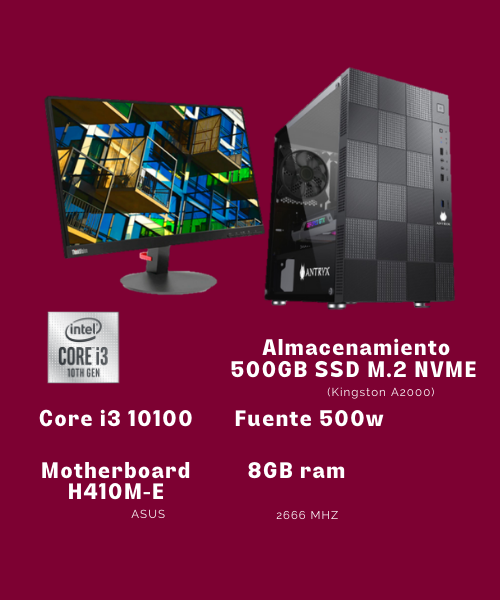 ANTRYX
ANTRYX
intel
CORE i3
10TH GEN
Almacenamiento
500GB SSD M.2 NVME
(Kingston A2000)
Core i3 10100
Fuente 500w
Motherboard
H410M-E
ASUS
8GB ram
2666 MHZ